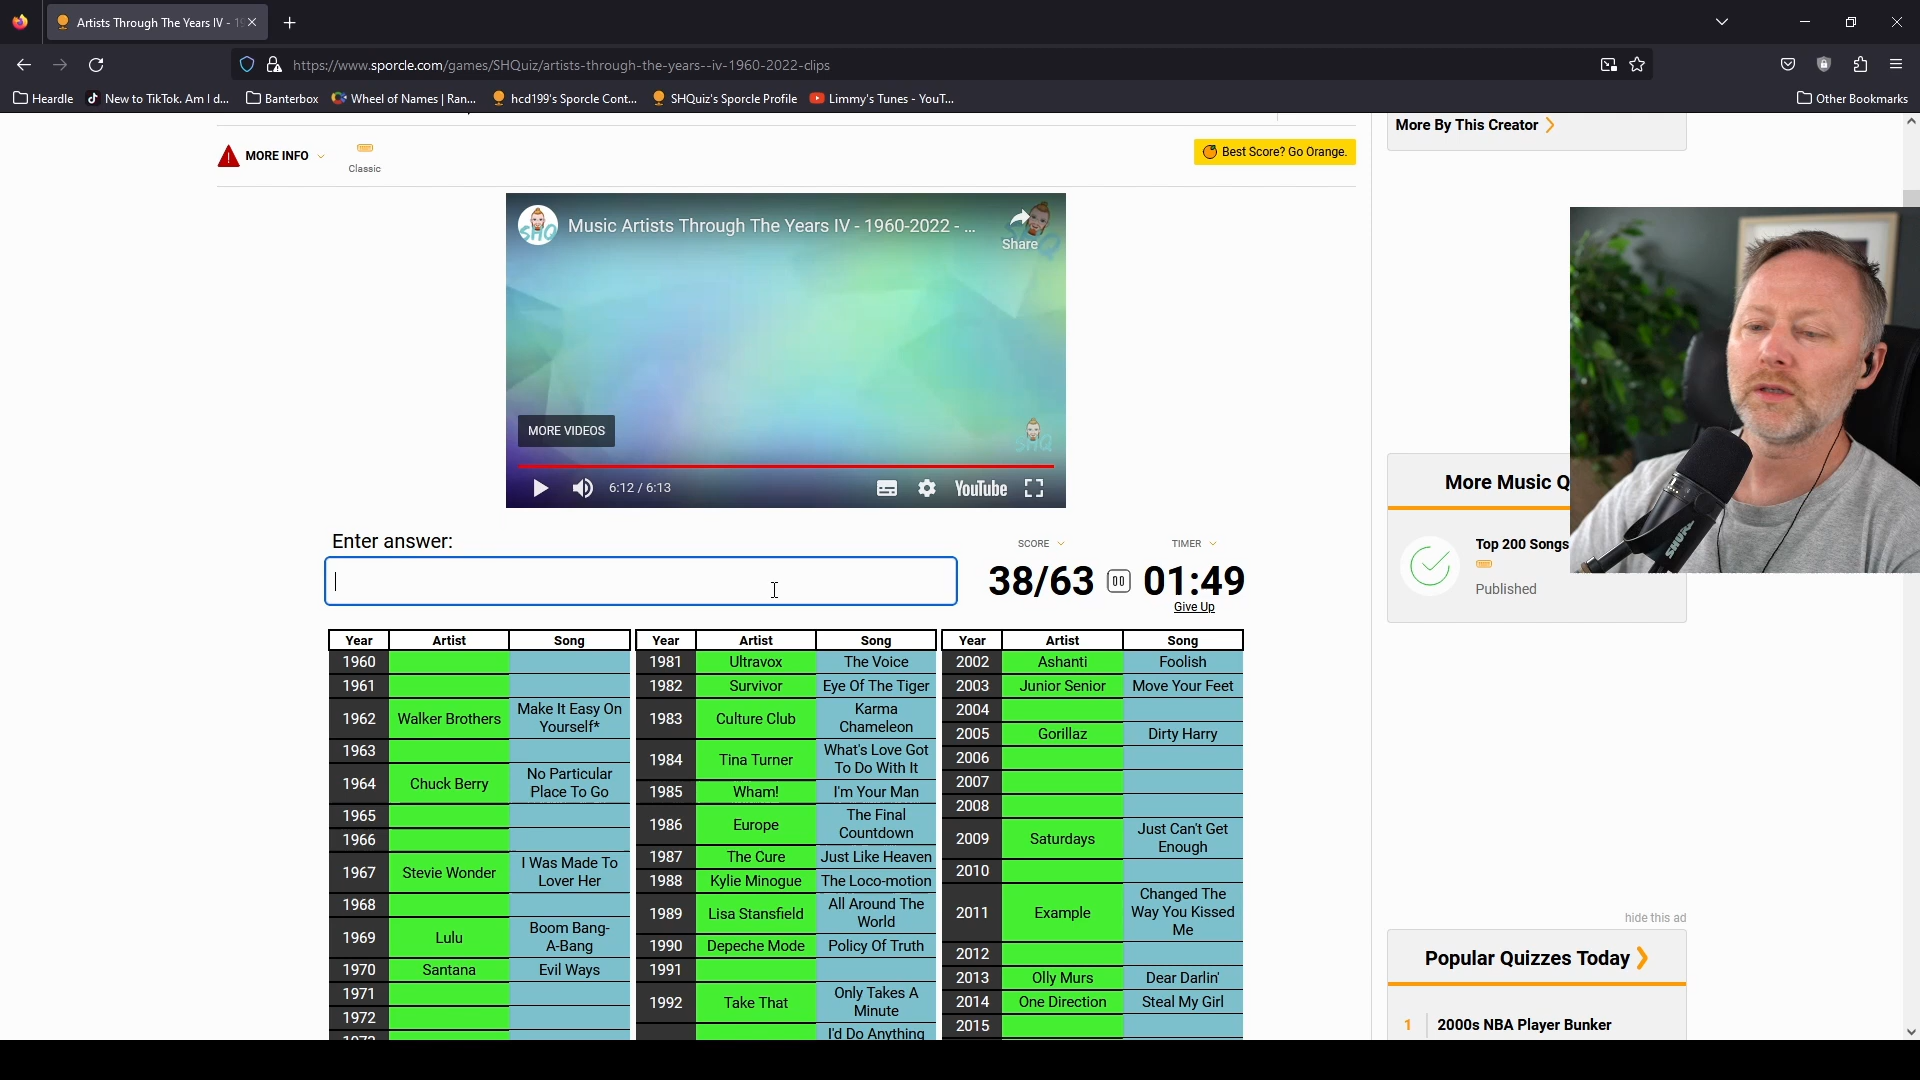 Artists Through The Years IV - 19
https://www.sporcle.com/games/SHQuiz/artists-through-the-years--iv-1960-2022-clips
Heardle
New to TikTok. Am I d...
Banterbox
Wheel of Names | Ran...
hcd199's Sporcle Cont...
SHQuiz's Sporcle Profile
Limmy's Tunes - YouT...
Other Bookmarks
More By This Creator
MORE INFO
Classic
Best Score? Go Orange.
SHQ
Music Artists Through The Years IV - 1960-2022 - ...
Share
MORE VIDEOS
SHQ
6:12 / 6:13
YouTube
More Music Q
Top 200 Songs
Published
SHURE
Enter answer:
SCORE
TIMER
38/63
01:49
Give Up
Year Artist Song
1960
1961
1962 Walker Brothers Make It Easy On
Yourself*
1963
1964 Chuck Berry No Particular
Place To Go
1965
1966
1967 Stevie Wonder I Was Made To
Lover Her
1968
1969 Lulu Boom Bang-
A-Bang
1970 Santana Evil Ways
1971
1972
Year Artist Song
1981 Ultravox The Voice
1982 Survivor Eye Of The Tiger
1983 Culture Club Karma
Chameleon
1984 Tina Turner What's Love Got
To Do With It
1985 Wham! I'm Your Man
1986 Europe The Final
Countdown
1987 The Cure Just Like Heaven
1988 Kylie Minogue The Loco-motion
1989 Lisa Stansfield All Around The
World
1990 Depeche Mode Policy Of Truth
1991
1992 Take That Only Takes A
Minute
I'd Do Anything
Year Artist Song
2002 Ashanti Foolish
2003 Junior Senior Move Your Feet
2004
2005 Gorillaz Dirty Harry
2006
2007
2008
2009 Saturdays Just Can't Get
Enough
2010
2011 Example Changed The
Way You Kissed
Me
2012
2013 Olly Murs Dear Darlin'
2014 One Direction Steal My Girl
2015
hide this ad
Popular Quizzes Today
1 2000s NBA Player Bunker